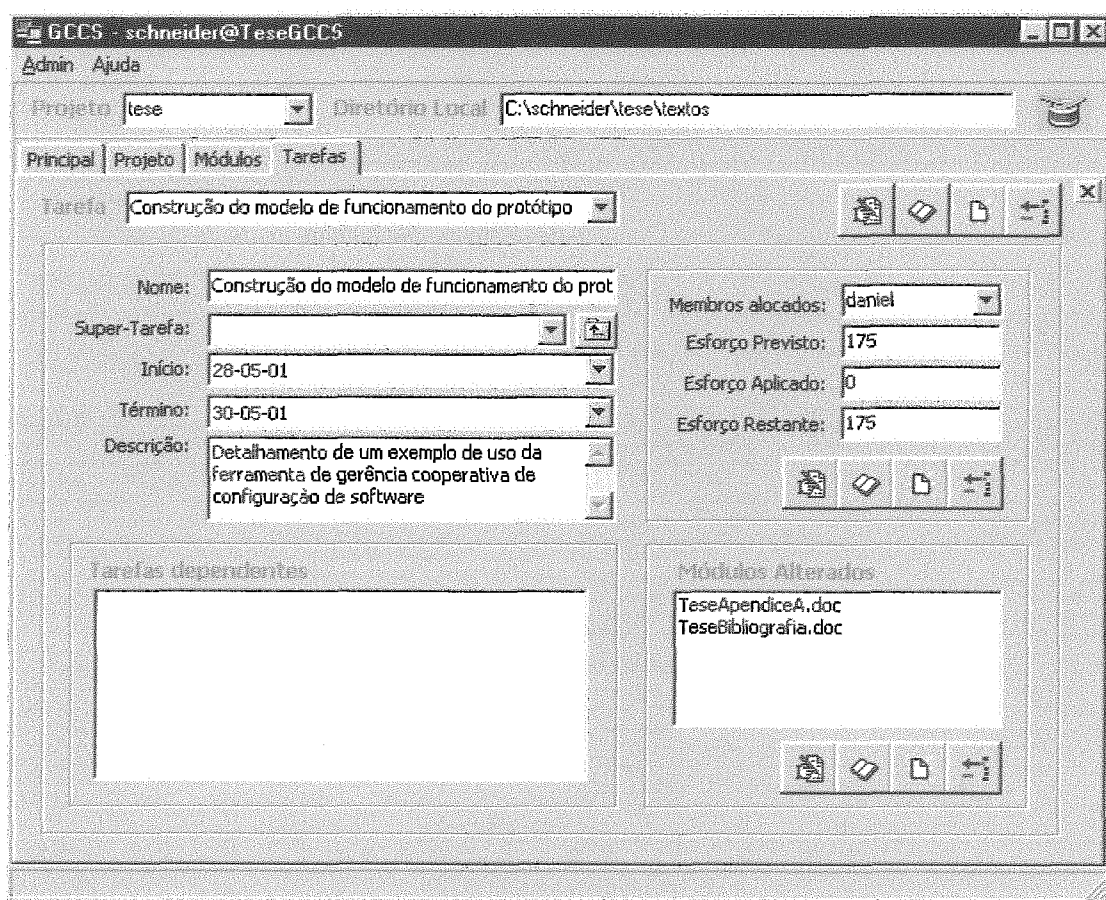 GCCS - schneider@TeseGCCS
Admin Ajuda
Projeto tese Diretório Local C:\schneider\tese\textos
Principal Projeto Módulos Tarefas
Tarefa Construção do modelo de funcionamento do protótipo
Nome: Construção do modelo de funcionamento do prot
Super-Tarefa:
Início: 28-05-01
Término: 30-05-01
Descrição: Detalhamento de um exemplo de uso da
ferramenta de gerência cooperativa de
configuração de software
Membros alocados: daniel
Esforço Previsto: 175
Esforço Aplicado: 0
Esforço Restante: 175
Tarefas dependentes
Módulos Alterados
TeseApendiceA.doc
TeseBibliografia.doc